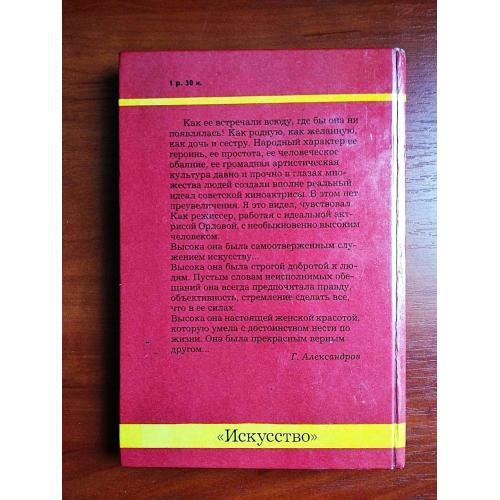 1 р. 30 к.
Как ее встречали всюду, где бы она ни
появлялась! Как родную, как желанную,
как дочь и сестру. Народный характер ее
героинь, ее простота, ее человеческое
обаяние, ее громадная артистическая
культура давно и прочно в глазах мно-
жества людей создали вполне реальный
идеал советской киноактрисы. В этом нет
преувеличения. Я это видел, чувствовал.
Как режиссер, работая с идеальной акт-
рисой Орловой, с необыкновенно высоким
человеком.
Высока она была самоотверженным слу-
жением искусству...
Высока она была строгой добротой к лю-
дям. Пустым словам неисполнимых обе-
щаний она всегда предпочитала правду,
объективность, стремление сделать все,
что в ее силах.
Высока она настоящей женской красотой,
которую умела с достоинством нести по
жизни. Она была прекрасным верным
другом...
Г. Александров
«Искусство»